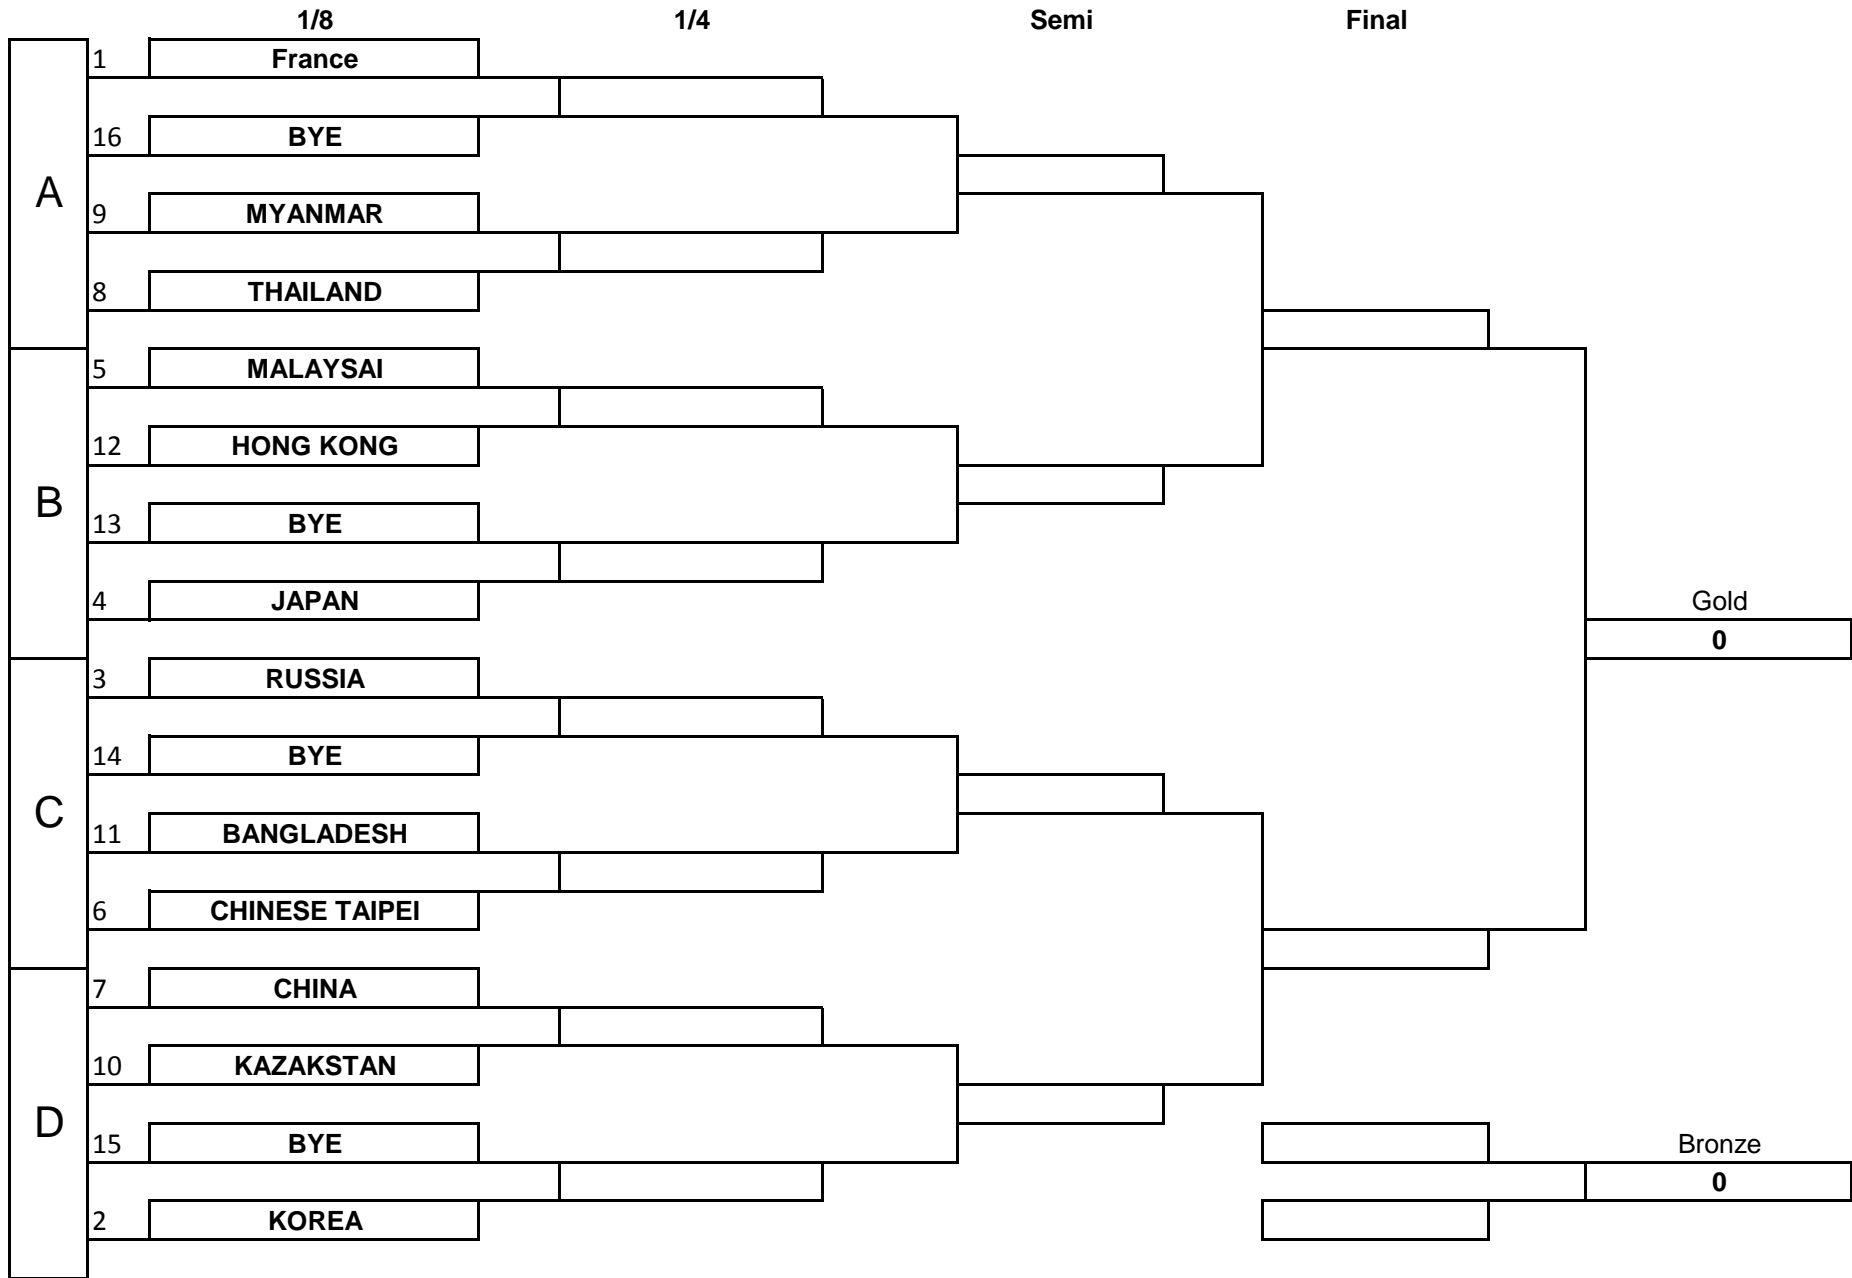 1/8 1/4 Semi Final
A
1 France
16 BYE
9 MYANMAR
8 THAILAND
B
5 MALAYSAI
12 HONG KONG
13 BYE
4 JAPAN
Gold
0
C
3 RUSSIA
14 BYE
11 BANGLADESH
6 CHINESE TAIPEI
D
7 CHINA
10 KAZAKSTAN
15 BYE
2 KOREA
Bronze
0